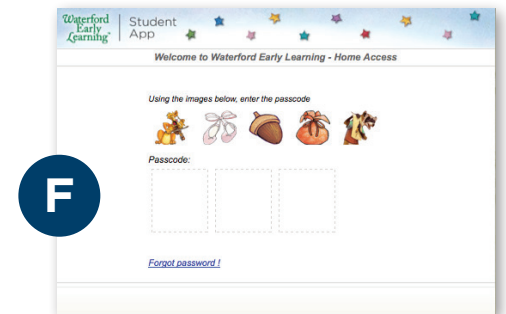 Waterford
Early
Learning
Student
App
Welcome to Waterford Early Learning - Home Access
Using the images below, enter the passcode
Passcode:
F
Forgot password !